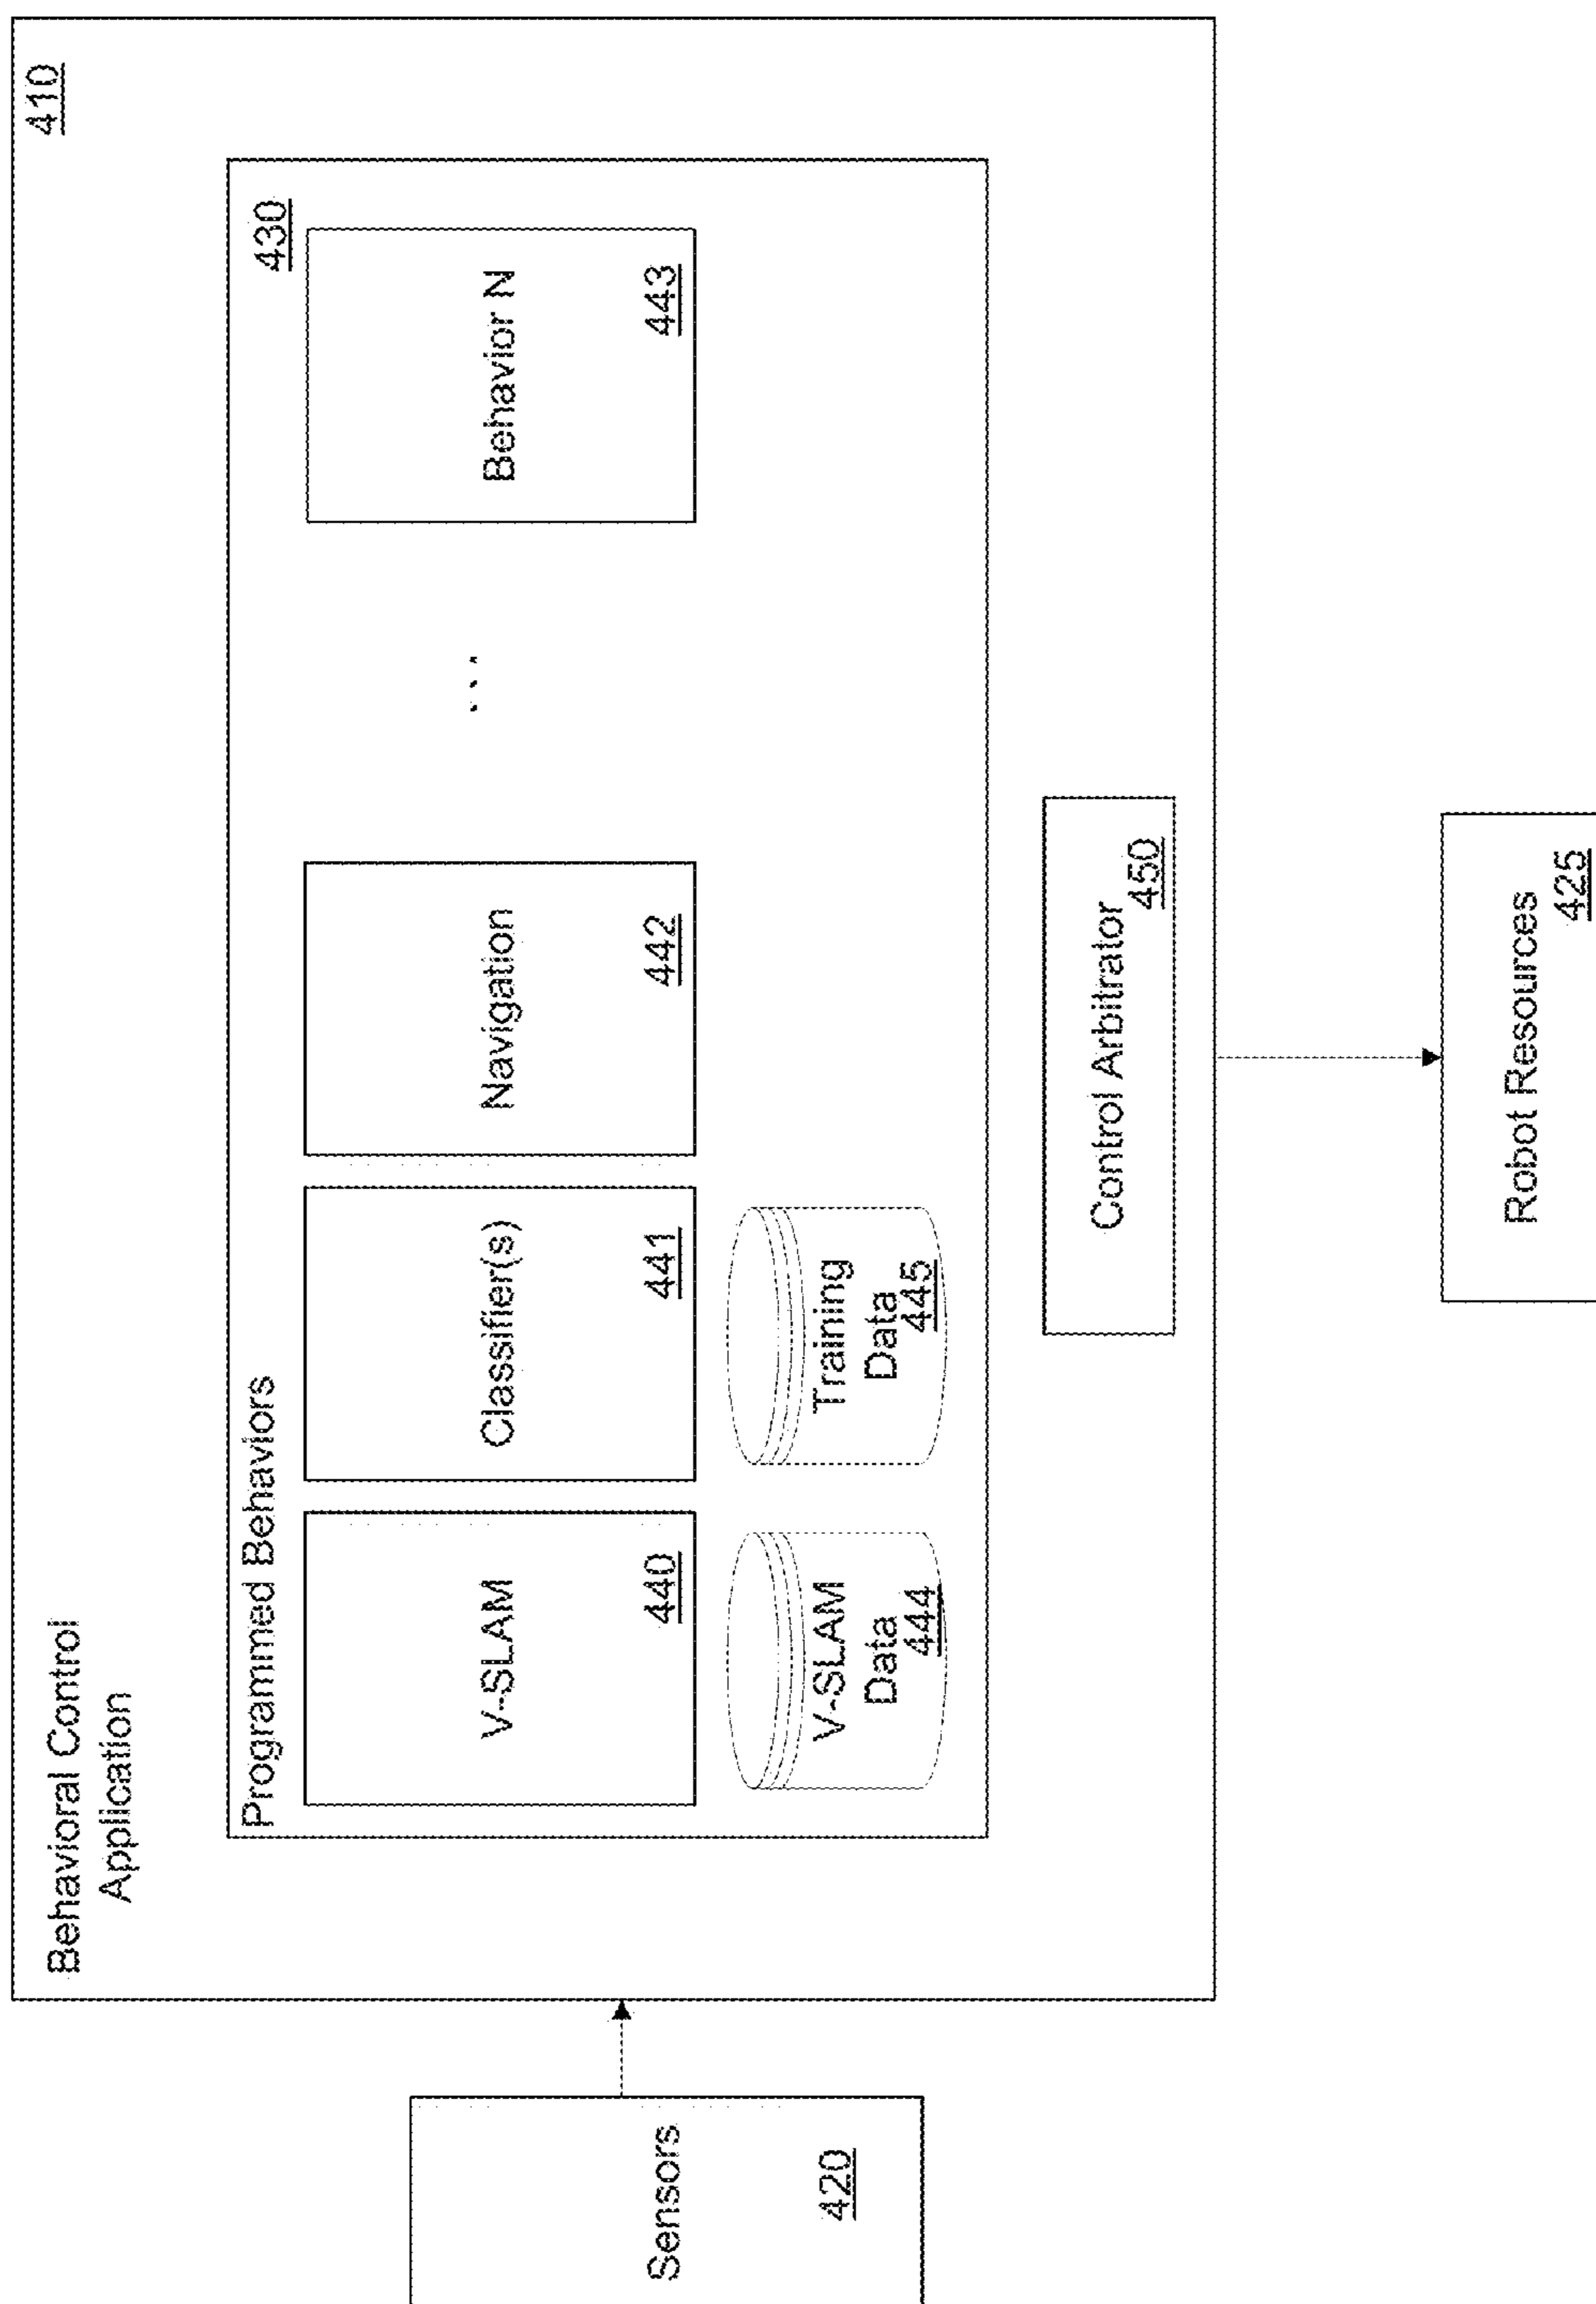 Behavioral Control
Application
410
Programmed Behaviors
430
V-SLAM
440
Classifier(s)
441
Navigation
442
...
Behavior N
443
V-SLAM
Data
444
Training
Data
445
Control Arbitrator
450
Sensors
420
Robot Resources
425